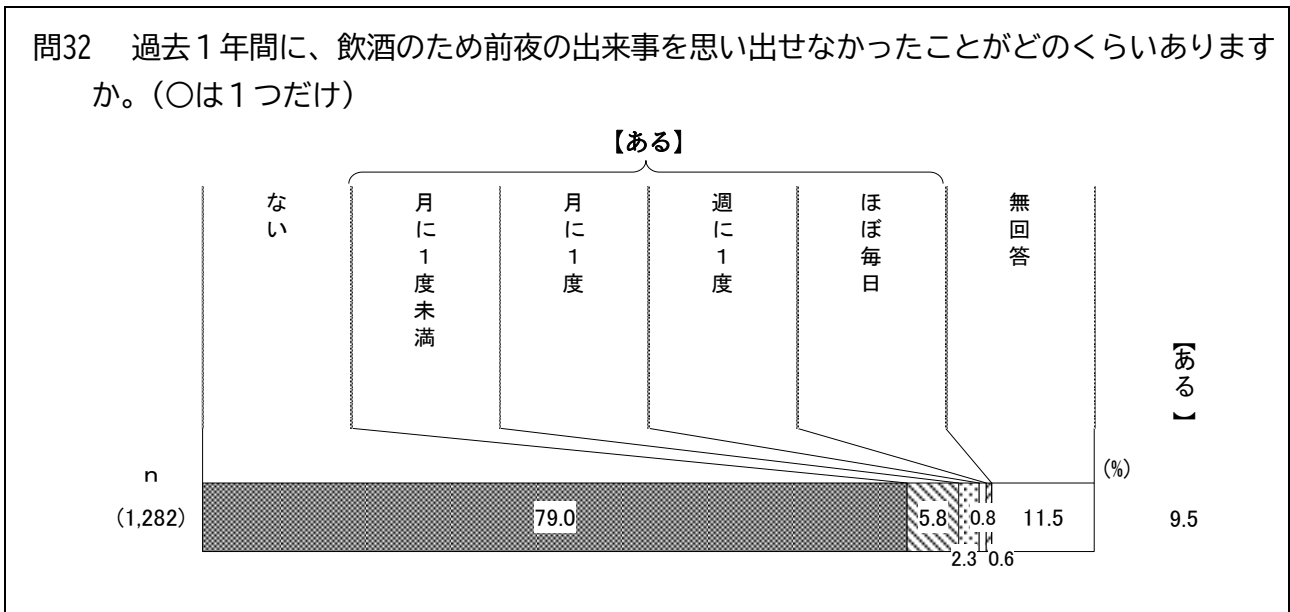 問32　過去１年間に、飲酒のため前夜の出来事を思い出せなかったことがどのくらいあります
か。（○は１つだけ）
【ある】
ない
月に１度未満
月に１度
週に１度
ほぼ毎日
無回答
【ある】
(%)
ｎ
(1,282)
79.0
5.8
2.3
0.8
0.6
11.5
9.5